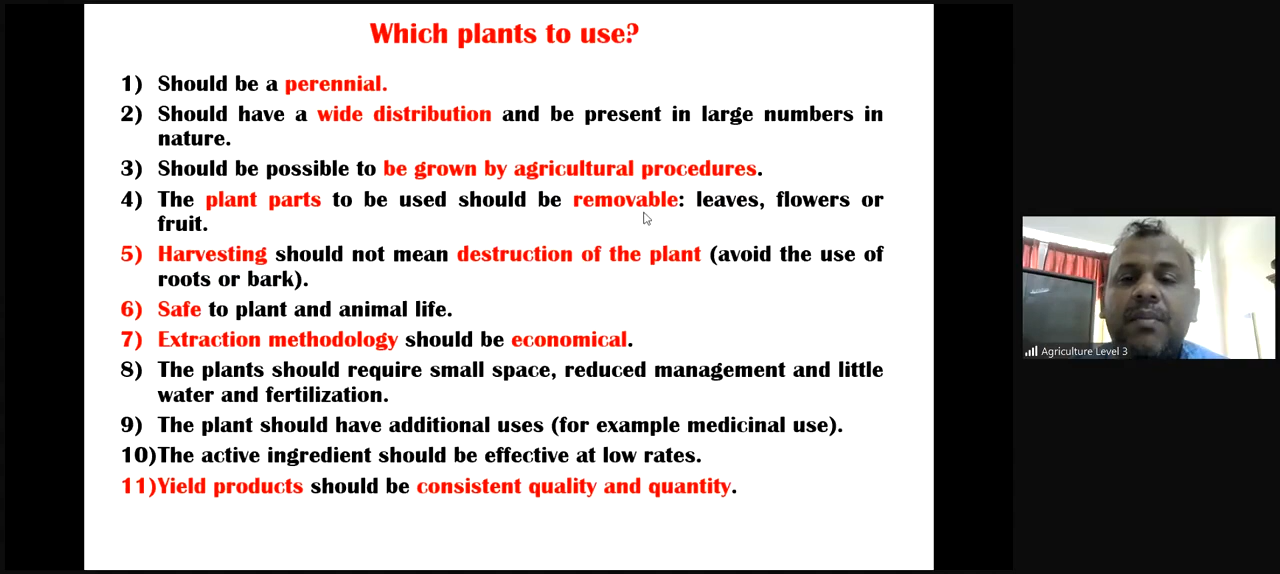 Which plants to use?
1) Should be a perennial.
2) Should have a wide distribution and be present in large numbers in
nature.
3) Should be possible to be grown by agricultural procedures.
4) The plant parts to be used should be removable: leaves, flowers or
fruit.
5) Harvesting should not mean destruction of the plant (avoid the use of
roots or bark).
6) Safe to plant and animal life.
7) Extraction methodology should be economical.
8) The plants should require small space, reduced management and little
water and fertilization.
9) The plant should have additional uses (for example medicinal use).
10)The active ingredient should be effective at low rates.
11)Yield products should be consistent quality and quantity.
Agriculture Level 3